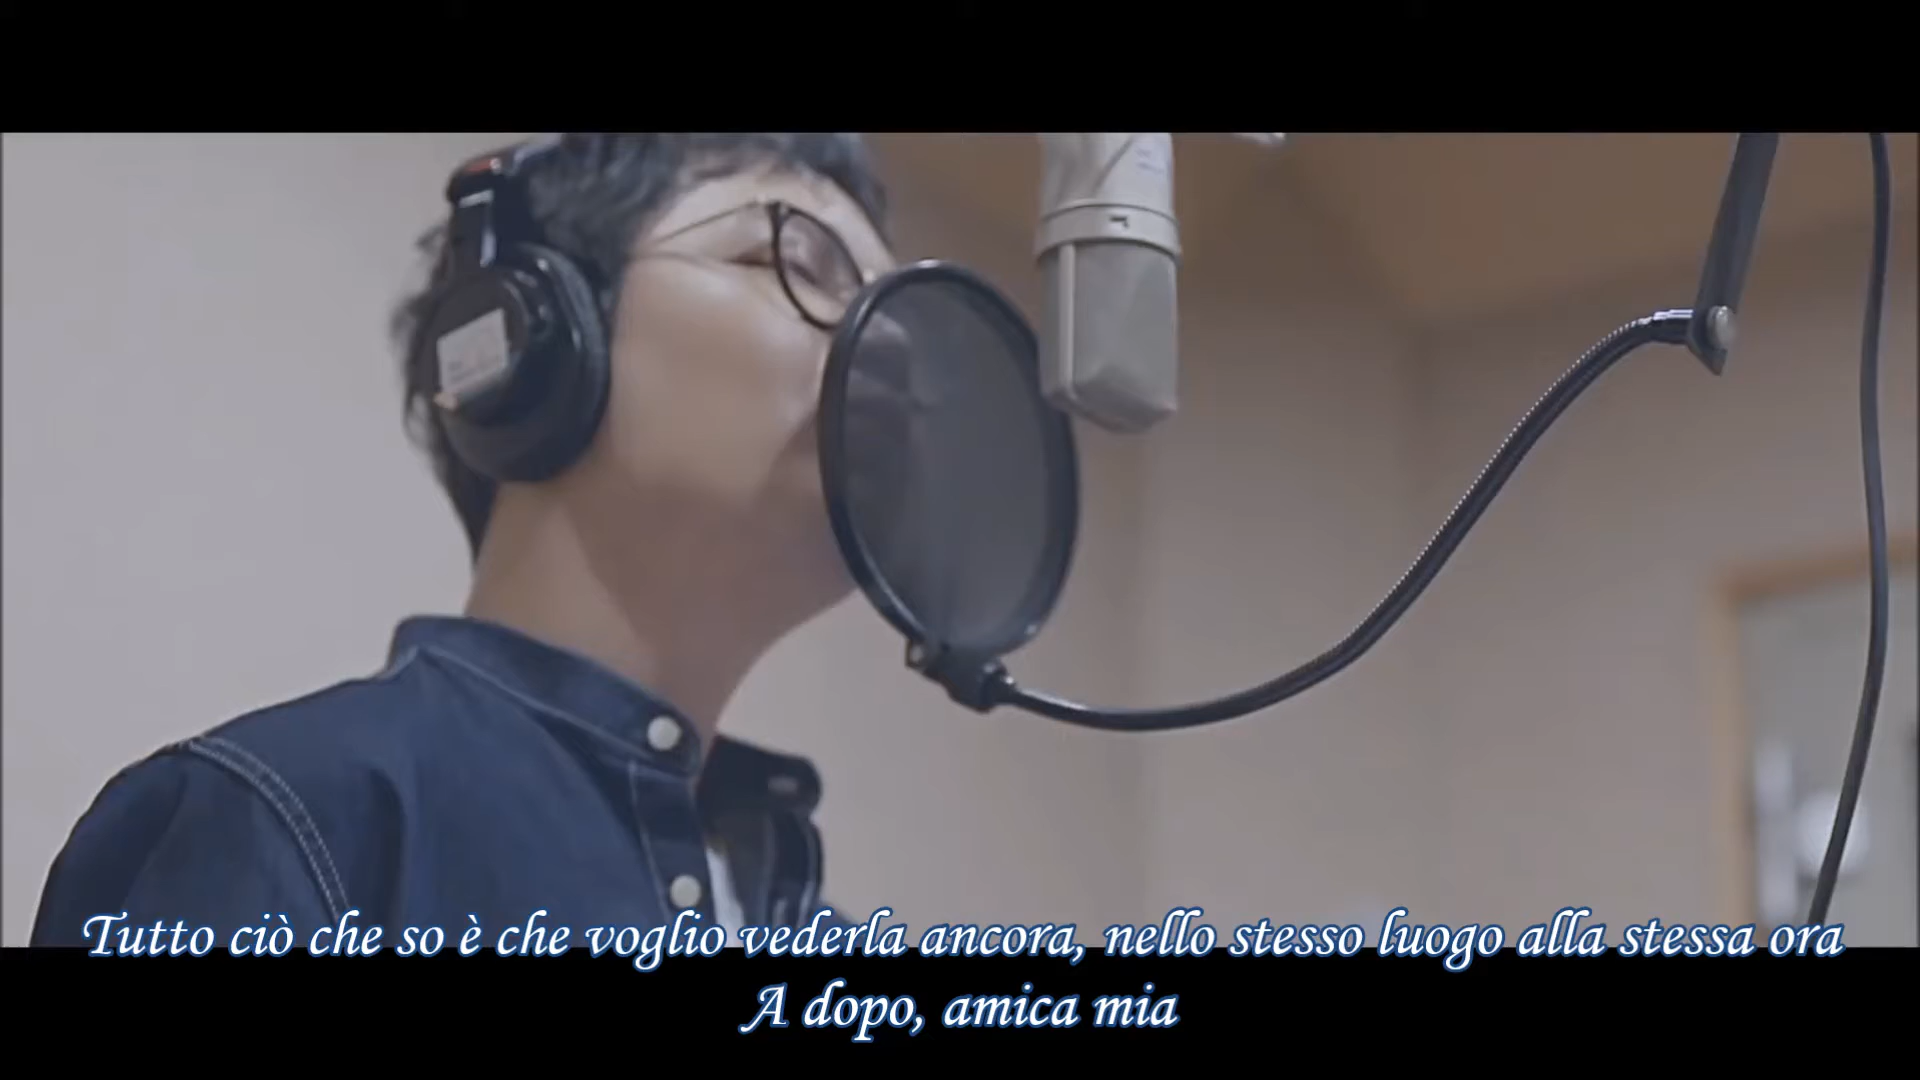 Tutto ciò che so è che voglio vederla ancora, nello stesso luogo alla stessa ora
A dopo, amica mia